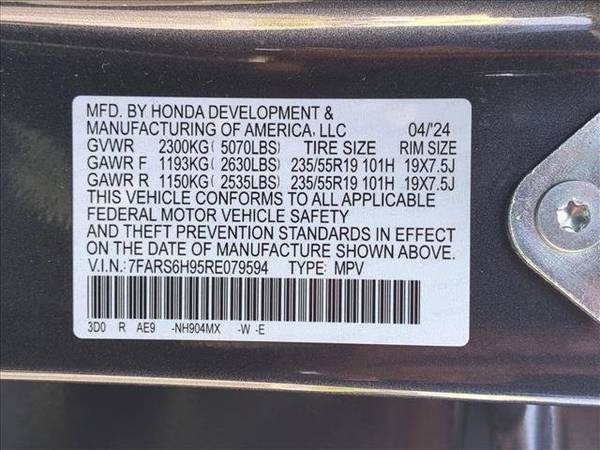 MFD. BY HONDA DEVELOPMENT &
MANUFACTURING OF AMERICA, LLC 04/'24
GVWR 2300KG( 5070LBS) TIRE SIZE RIM SIZE
GAWR F 1193KG( 2630LBS) 235/55R19 101H 19X7.5J
GAWR R 1150KG( 2535LBS) 235/55R19 101H 19X7.5J
THIS VEHICLE CONFORMS TO ALL APPLICABLE
FEDERAL MOTOR VEHICLE SAFETY
AND THEFT PREVENTION STANDARDS IN EFFECT
ON THE DATE OF MANUFACTURE SHOWN ABOVE.
V.I.N.: 7FARS6H95RE079594 TYPE: MPV
3D0 R AE9 -NH904MX -W -E